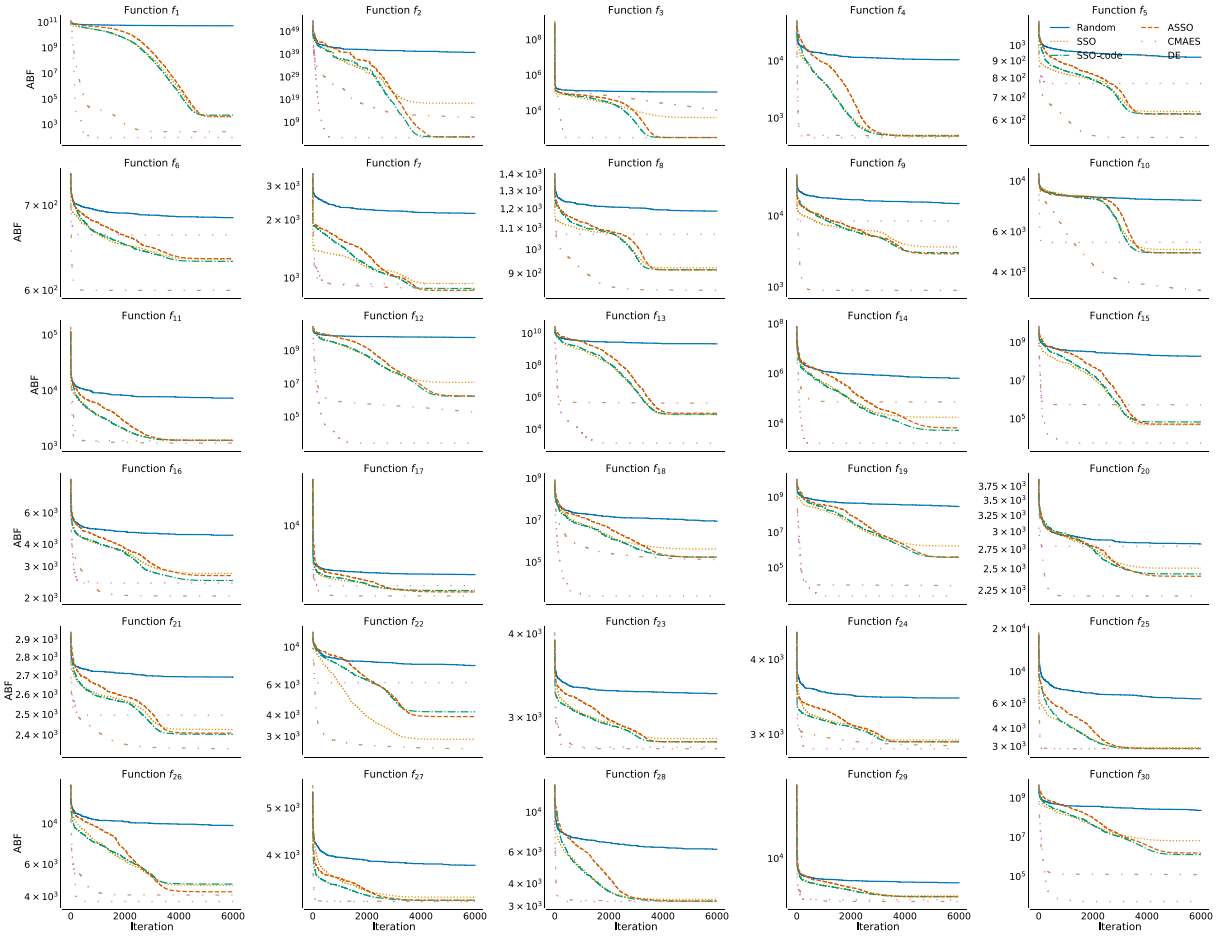 Function f1
Function f2
Function f3
Function f4
Function f5
ABF
10^11
10^9
10^7
10^5
10^3
10^49
10^39
10^29
10^19
10^9
10^8
10^6
10^4
10^4
10^3
10^3
9 × 10^2
8 × 10^2
7 × 10^2
6 × 10^2
Random
SSO
SSO-code
ASSO
CMAES
DE
Function f6
Function f7
Function f8
Function f9
Function f10
ABF
7 × 10^2
6 × 10^2
3 × 10^3
2 × 10^3
10^3
1.4 × 10^3
1.3 × 10^3
1.2 × 10^3
1.1 × 10^3
10^3
9 × 10^2
10^4
10^3
10^4
6 × 10^3
4 × 10^3
Function f11
Function f12
Function f13
Function f14
Function f15
ABF
10^5
10^4
10^3
10^9
10^7
10^5
10^10
10^8
10^6
10^4
10^8
10^6
10^4
10^9
10^7
10^5
Function f16
Function f17
Function f18
Function f19
Function f20
ABF
6 × 10^3
4 × 10^3
3 × 10^3
2 × 10^3
10^4
10^9
10^7
10^5
10^9
10^7
10^5
3.75 × 10^3
3.5 × 10^3
3.25 × 10^3
3 × 10^3
2.75 × 10^3
2.5 × 10^3
2.25 × 10^3
Function f21
Function f22
Function f23
Function f24
Function f25
ABF
2.9 × 10^3
2.8 × 10^3
2.7 × 10^3
2.6 × 10^3
2.5 × 10^3
2.4 × 10^3
10^4
6 × 10^3
4 × 10^3
3 × 10^3
4 × 10^3
3 × 10^3
4 × 10^3
3 × 10^3
2 × 10^4
10^4
6 × 10^3
4 × 10^3
3 × 10^3
Function f26
Function f27
Function f28
Function f29
Function f30
ABF
10^4
6 × 10^3
4 × 10^3
5 × 10^3
4 × 10^3
10^4
6 × 10^3
4 × 10^3
3 × 10^3
10^4
10^9
10^7
10^5
0 2000 4000 6000
0 2000 4000 6000
0 2000 4000 6000
0 2000 4000 6000
0 2000 4000 6000
Iteration
Iteration
Iteration
Iteration
Iteration